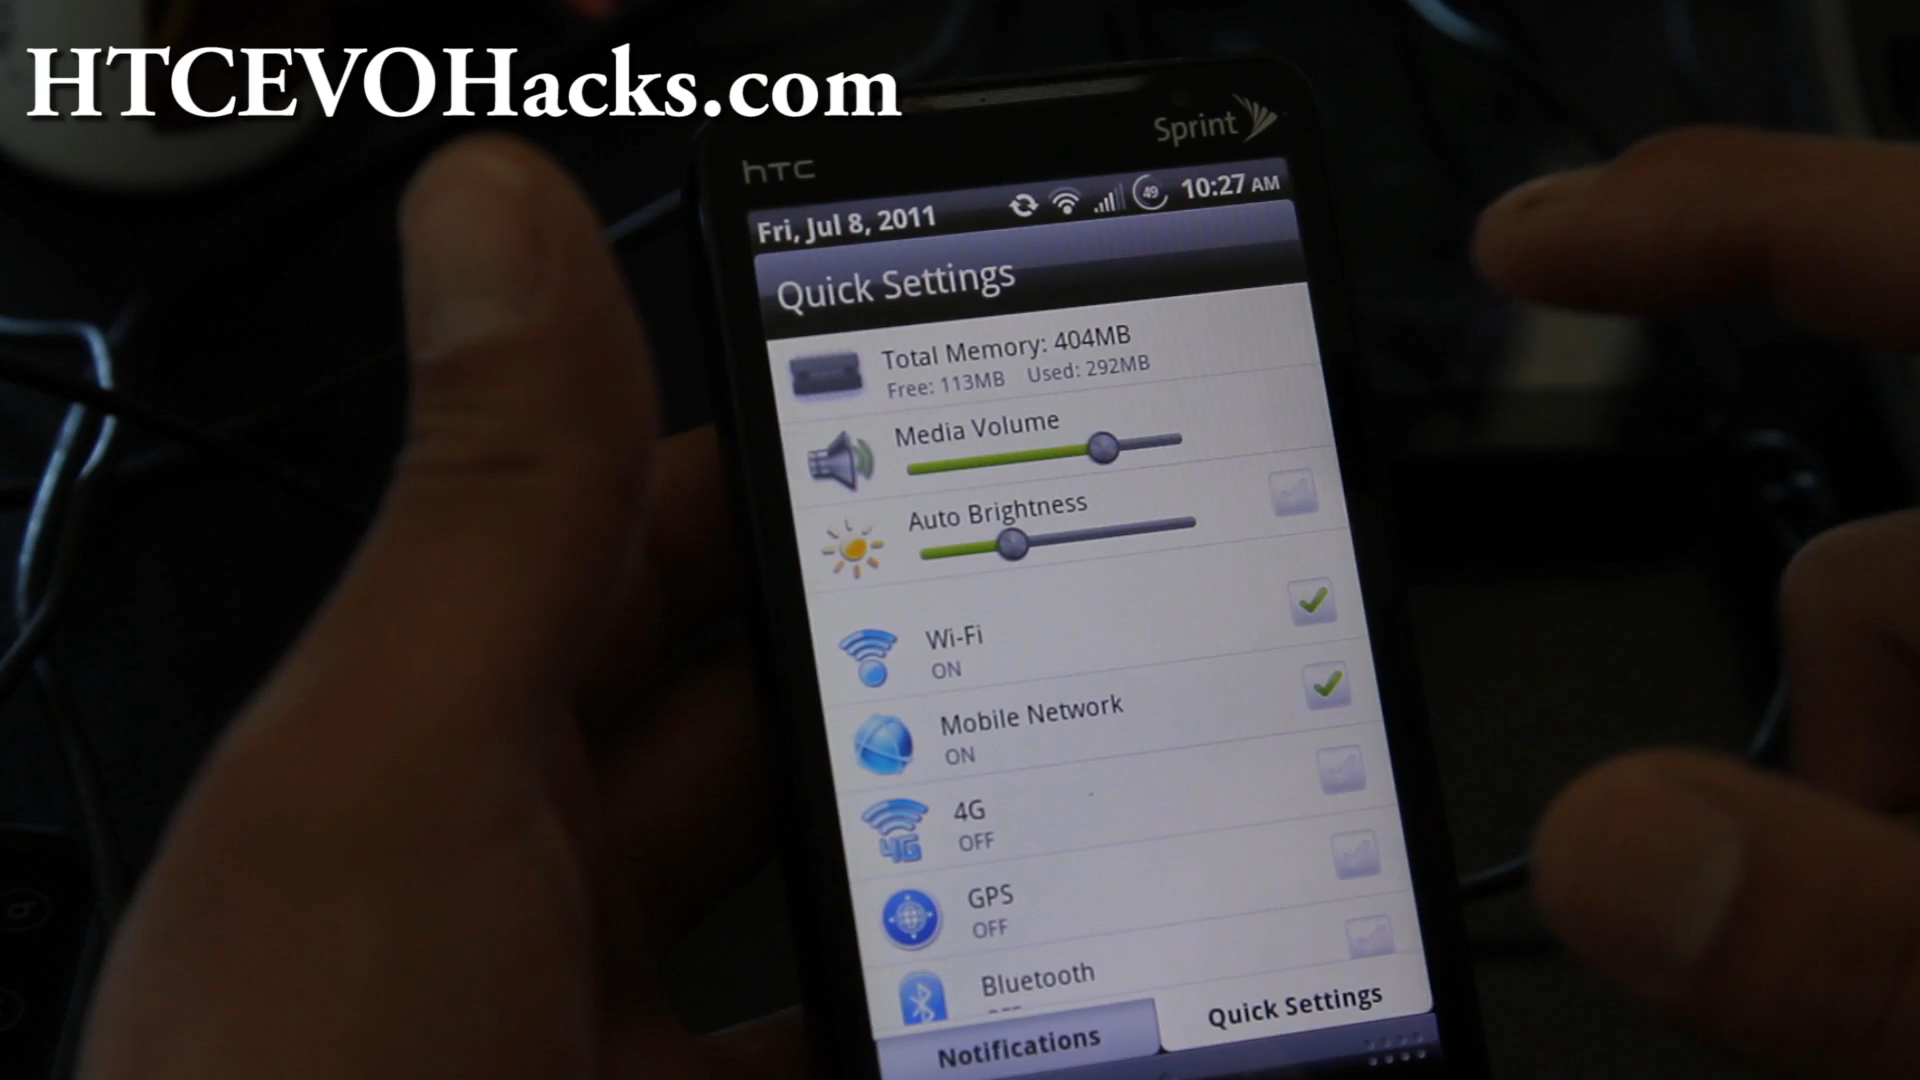 HTCEVOHacks.com
Sprint
hTC
Fri, Jul 8, 2011 49 10:27 AM
Quick Settings
Total Memory: 404MB
Free: 113MB Used: 292MB
Media Volume
Auto Brightness
Wi-Fi
ON
Mobile Network
ON
4G
4G
OFF
GPS
OFF
Bluetooth
Notifications Quick Settings